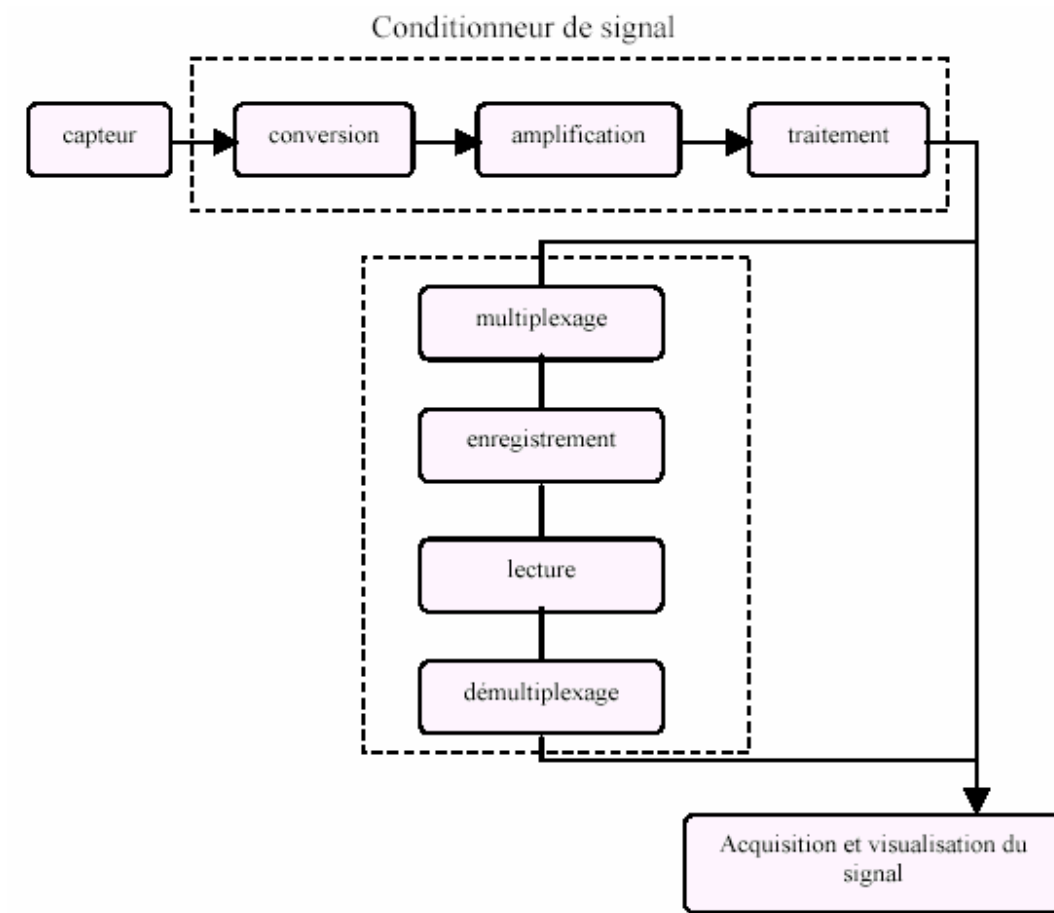 Conditionneur de signal
capteur
conversion
amplification
traitement
multiplexage
enregistrement
lecture
démultiplexage
Acquisition et visualisation du
signal